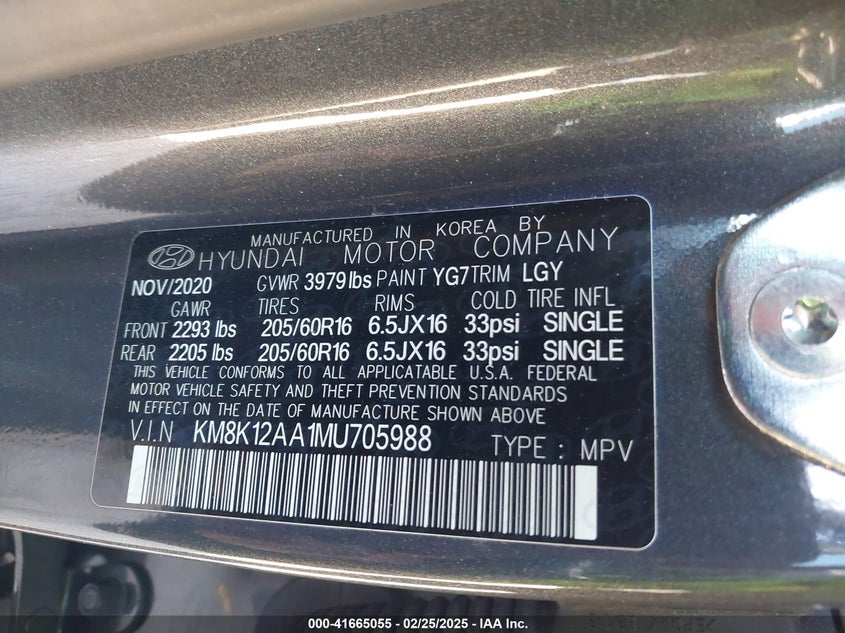 MANUFACTURED IN KOREA BY
HYUNDAI MOTOR COMPANY
NOV/2020 GVWR 3979lbs PAINT YG7 TRIM LGY
GAWR TIRES RIMS COLD TIRE INFL
FRONT 2293 lbs 205/60R16 6.5JX16 33psi SINGLE
REAR 2205 lbs 205/60R16 6.5JX16 33psi SINGLE
THIS VEHICLE CONFORMS TO ALL APPLICATABLE U.S.A. FEDERAL
MOTOR VEHICLE SAFETY AND THEFT PREVENTION STANDARDS
IN EFFECT ON THE DATE OF MANUFACTURE SHOWN ABOVE
V.I.N KM8K12AA1MU705988 TYPE : MPV
000-41665055 - 02/25/2025 - IAA Inc.